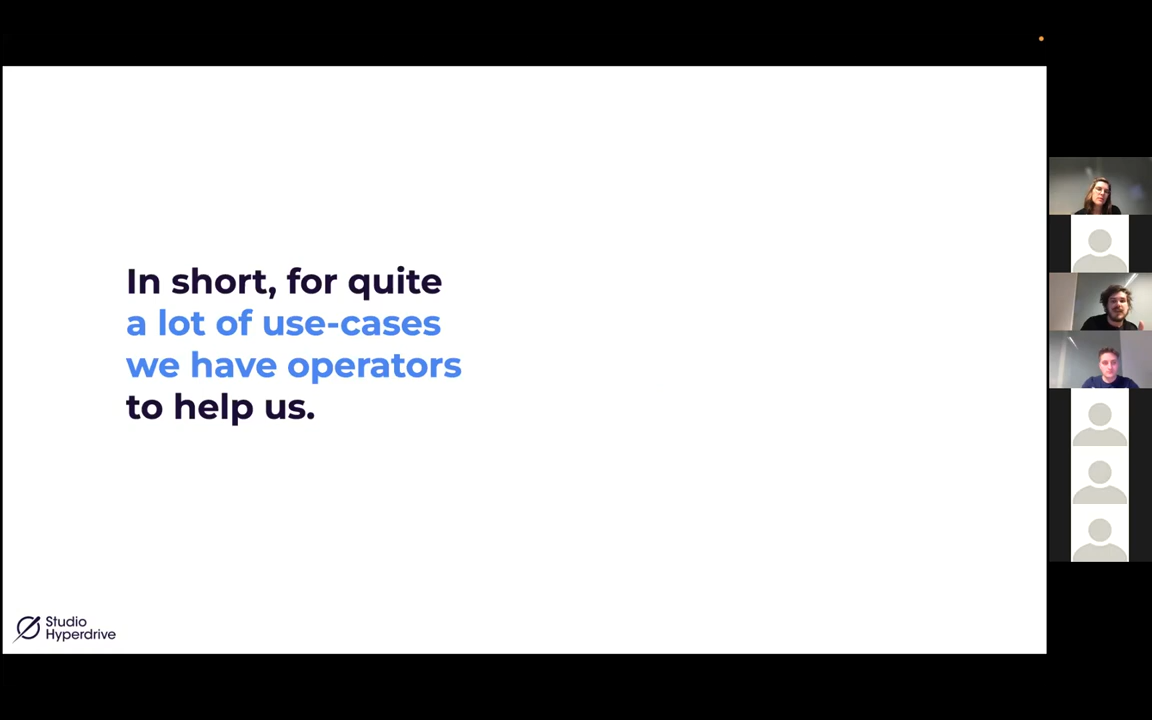 In short, for quite
a lot of use-cases
we have operators
to help us.
Studio
Hyperdrive